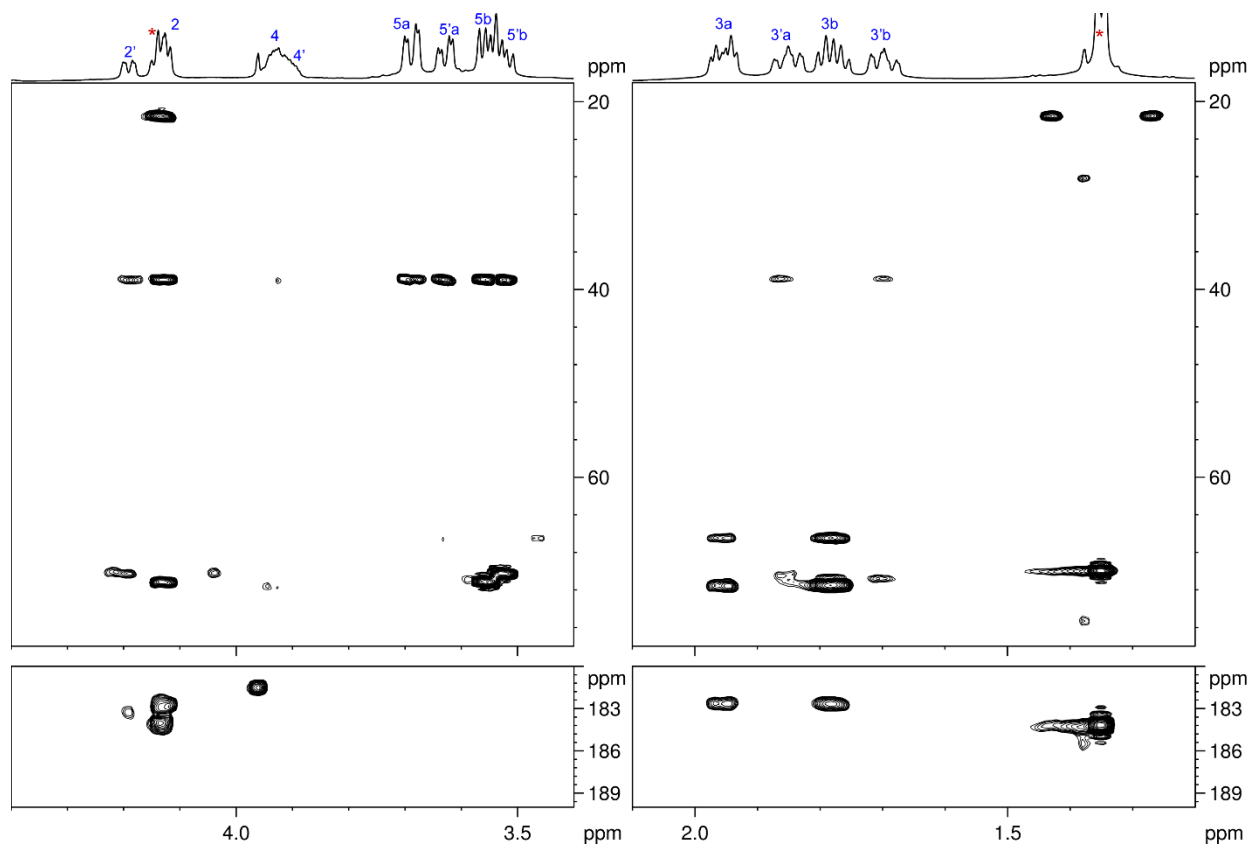 * 2 5a 5b
2' 4 4' 5'a 5'b
3a 3b *
3'a 3'b
ppm ppm
20 20
40 40
60 60
ppm ppm
183 183
186 186
189 189
4.0 3.5 ppm 2.0 1.5 ppm